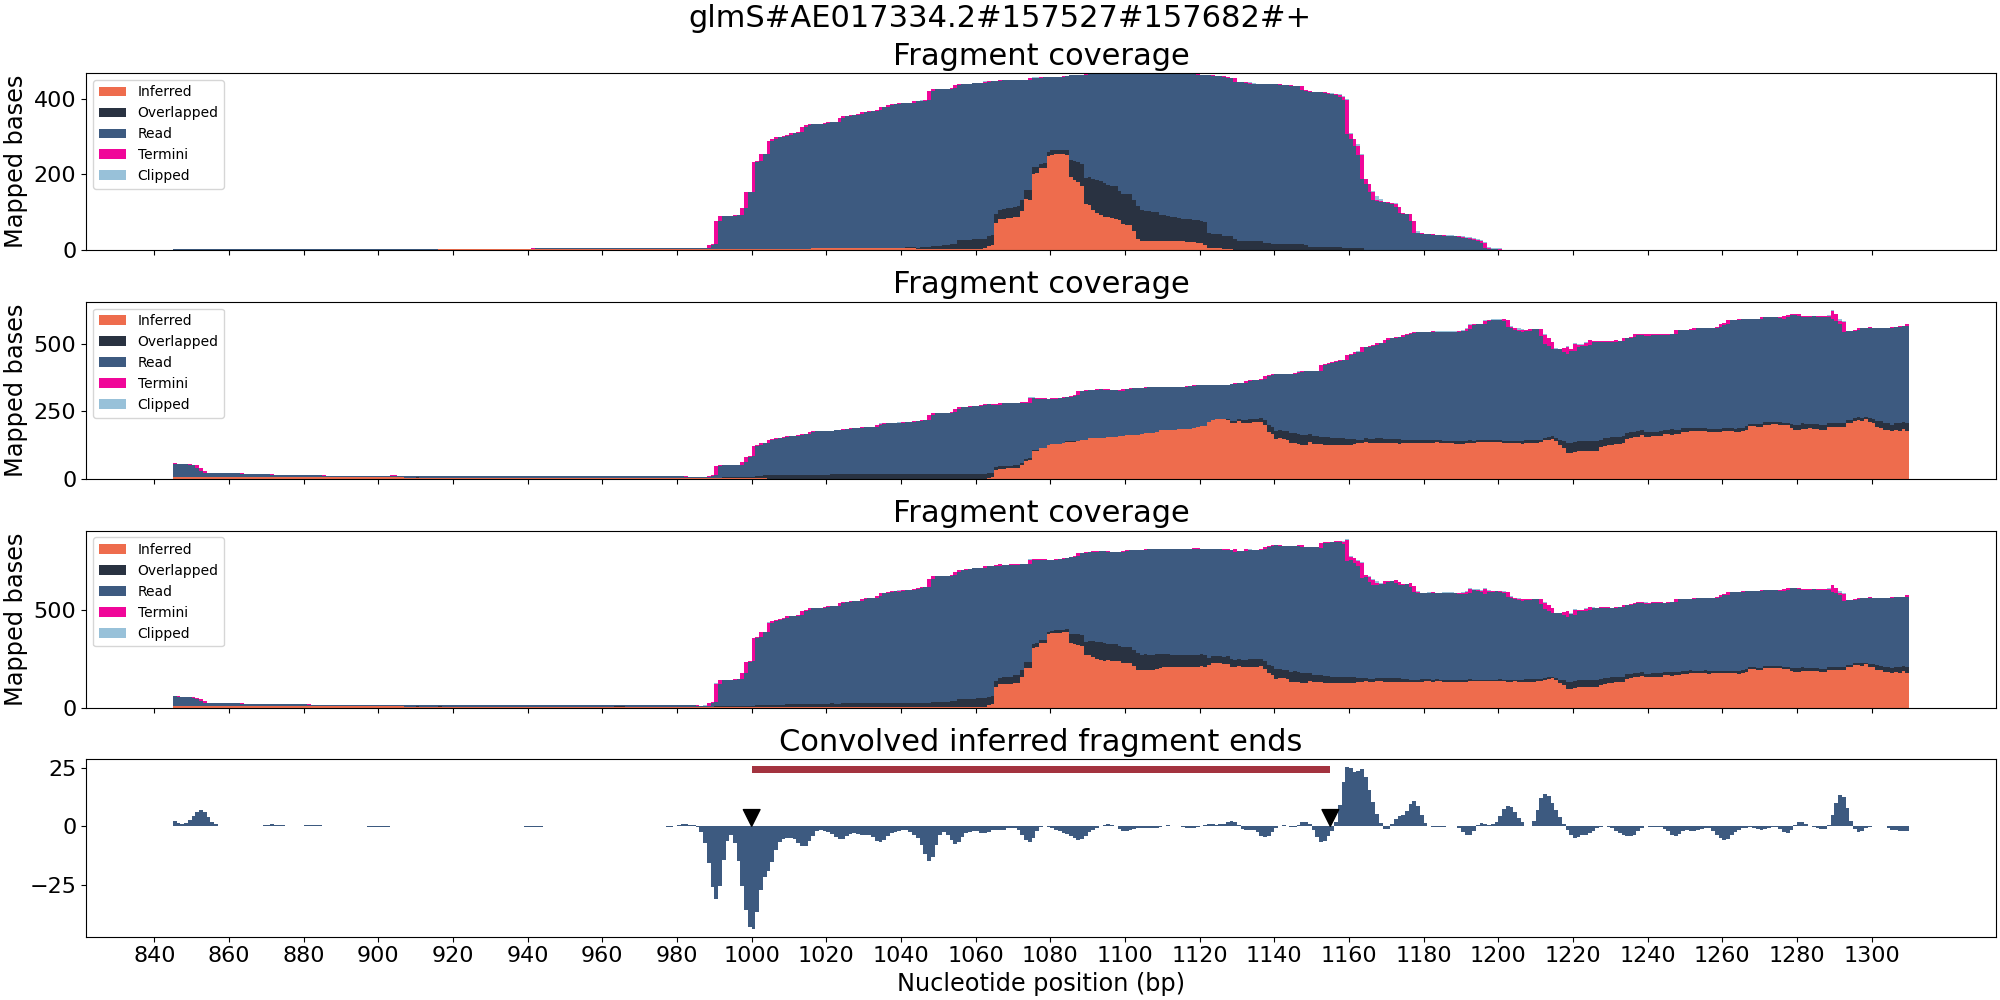 glmS#AE017334.2#157527#157682#+
Fragment coverage
Mapped bases
400
200
0
Inferred
Overlapped
Read
Termini
Clipped
Fragment coverage
Mapped bases
500
250
0
Inferred
Overlapped
Read
Termini
Clipped
Fragment coverage
Mapped bases
500
0
Inferred
Overlapped
Read
Termini
Clipped
Convolved inferred fragment ends
25
0
−25
840 860 880 900 920 940 960 980 1000 1020 1040 1060 1080 1100 1120 1140 1160 1180 1200 1220 1240 1260 1280 1300
Nucleotide position (bp)